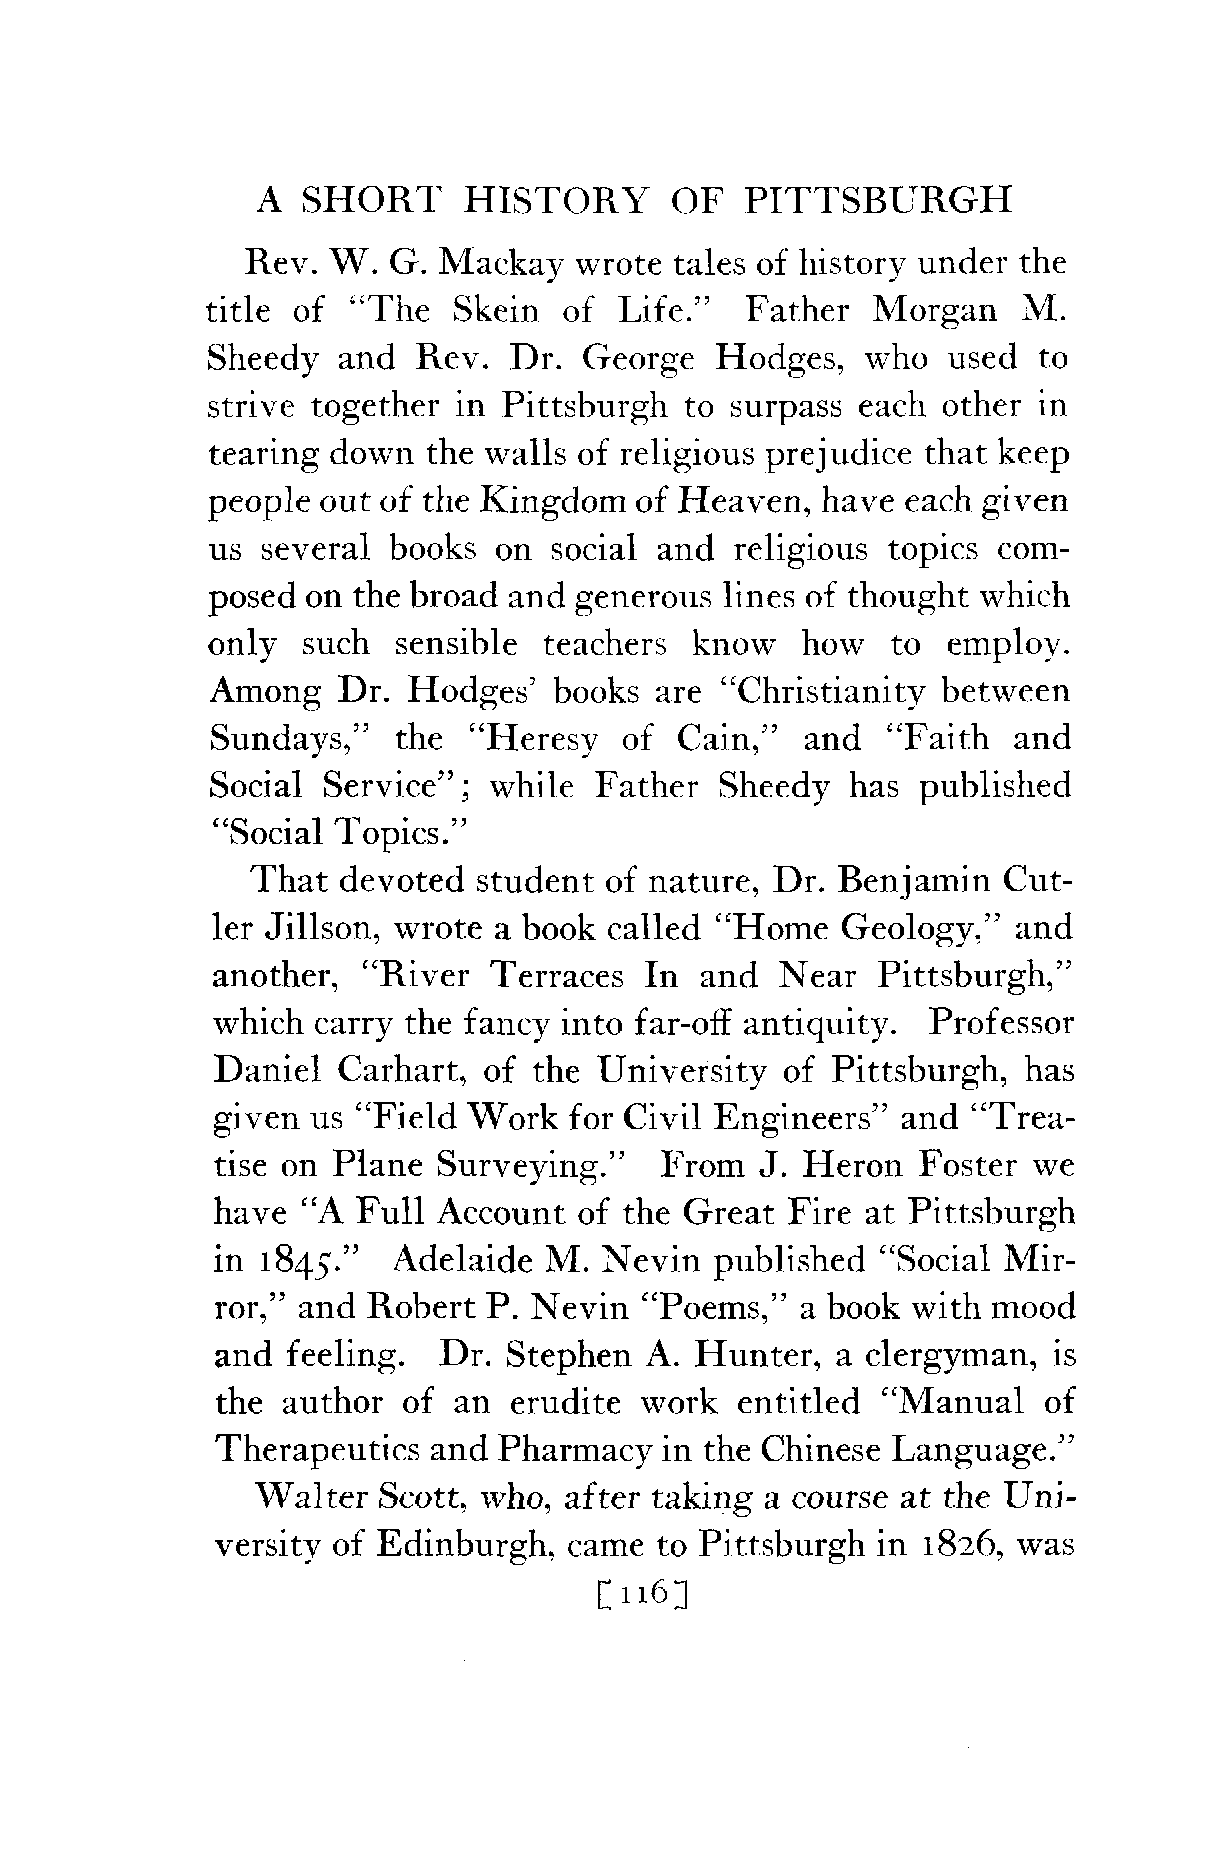 A SHORT HISTORY OF PITTSBURGH
Rev. W. G. Mackay wrote tales of history under the
title of “The Skein of Life.” Father Morgan M.
Sheedy and Rev. Dr. George Hodges, who used to
strive together in Pittsburgh to surpass each other in
tearing down the walls of religious prejudice that keep
people out of the Kingdom of Heaven, have each given
us several books on social and religious topics com-
posed on the broad and generous lines of thought which
only such sensible teachers know how to employ.
Among Dr. Hodges’ books are “Christianity between
Sundays,” the “Heresy of Cain,” and “Faith and
Social Service”; while Father Sheedy has published
“Social Topics.”
That devoted student of nature, Dr. Benjamin Cut-
ler Jillson, wrote a book called “Home Geology,” and
another, “River Terraces In and Near Pittsburgh,”
which carry the fancy into far-off antiquity. Professor
Daniel Carhart, of the University of Pittsburgh, has
given us “Field Work for Civil Engineers” and “Trea-
tise on Plane Surveying.” From J. Heron Foster we
have “A Full Account of the Great Fire at Pittsburgh
in 1845.” Adelaide M. Nevin published “Social Mir-
ror,” and Robert P. Nevin “Poems,” a book with mood
and feeling. Dr. Stephen A. Hunter, a clergyman, is
the author of an erudite work entitled “Manual of
Therapeutics and Pharmacy in the Chinese Language.”
Walter Scott, who, after taking a course at the Uni-
versity of Edinburgh, came to Pittsburgh in 1826, was
[116]